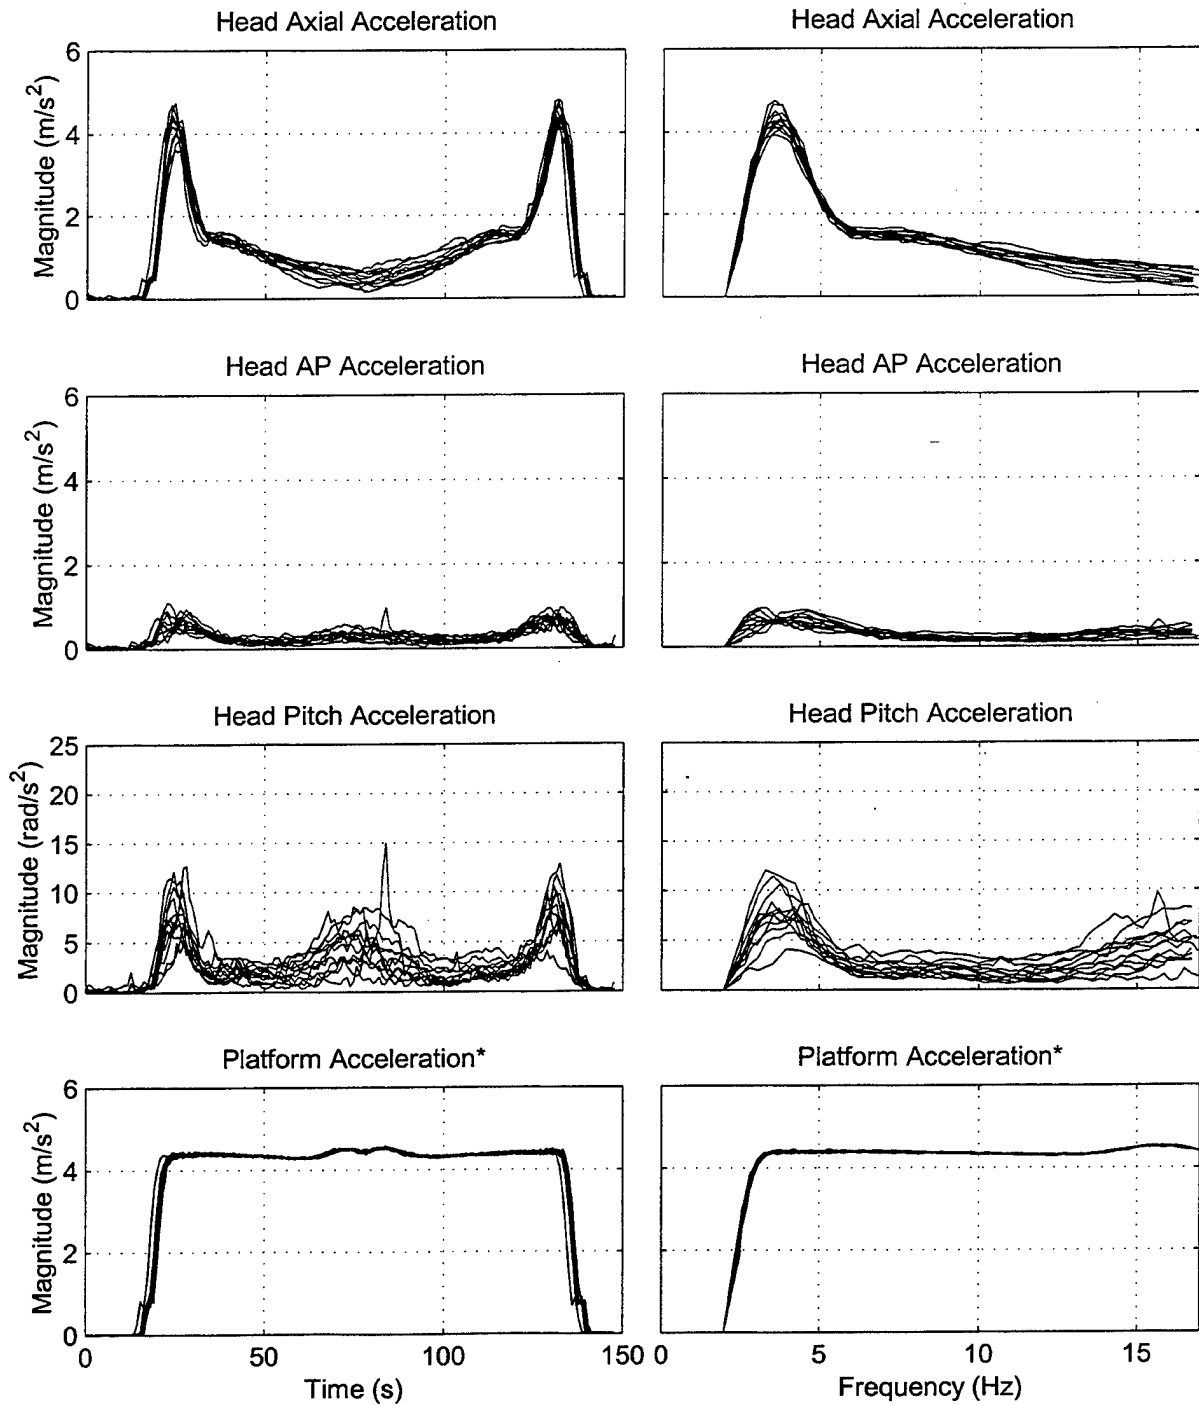 Head Axial Acceleration
Head Axial Acceleration
Magnitude (m/s²)
6
4
2
0
Head AP Acceleration
Head AP Acceleration
Magnitude (m/s²)
6
4
2
0
Head Pitch Acceleration
Head Pitch Acceleration
Magnitude (rad/s²)
25
20
15
10
5
0
Platform Acceleration*
Platform Acceleration*
Magnitude (m/s²)
6
4
2
0
0 50 100 150
0 5 10 15
Time (s)
Frequency (Hz)